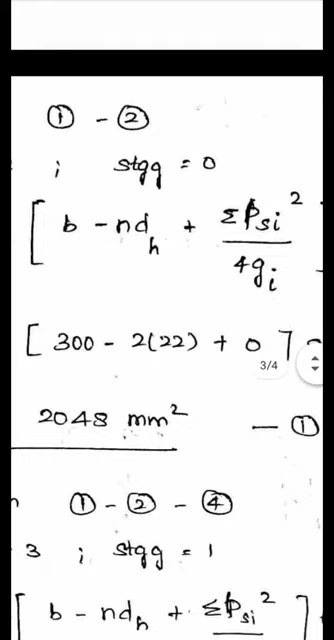 ① - ②
; stgg = 0
[ b - nd_h + Σp_si² / 4g_i
[ 300 - 2(22) + 0 ]
3/4
2048 mm² — ①
① - ② - ④
3 ; stgg = 1
[ b - nd_h + Σp_si² ]